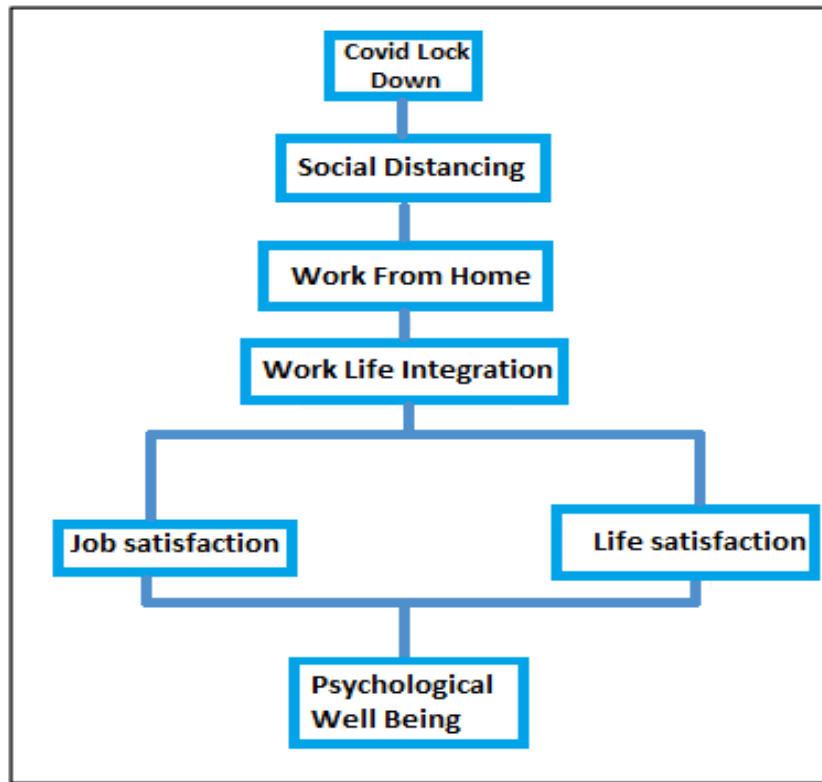 Covid Lock
Down
Social Distancing
Work From Home
Work Life Integration
Job satisfaction
Life satisfaction
Psychological
Well Being